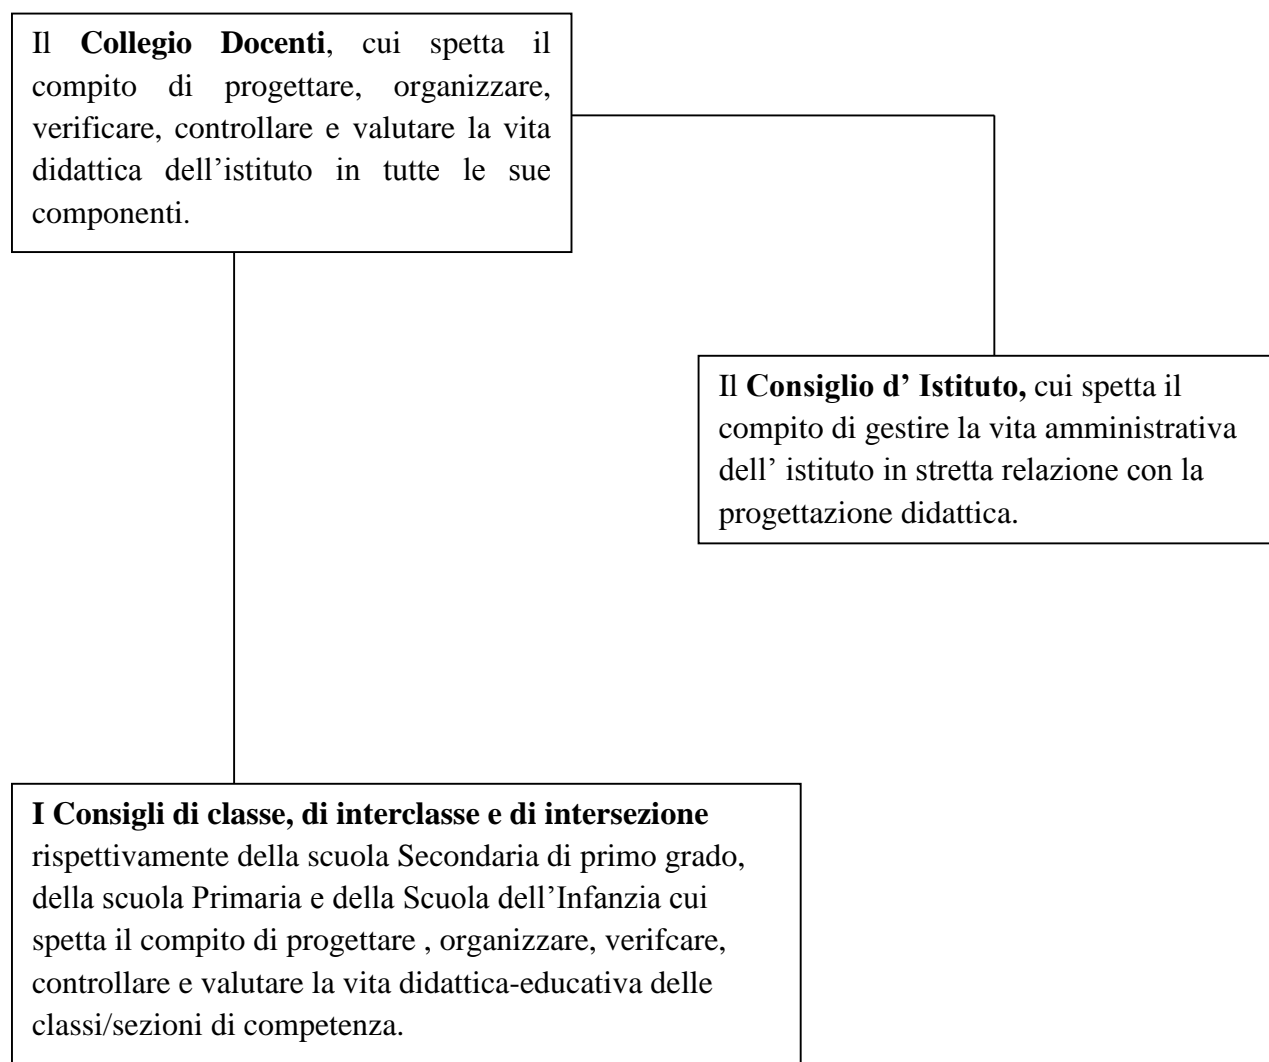 Il Collegio Docenti, cui spetta il
compito di progettare, organizzare,
verificare, controllare e valutare la vita
didattica dell’istituto in tutte le sue
componenti.
Il Consiglio d’ Istituto, cui spetta il
compito di gestire la vita amministrativa
dell’ istituto in stretta relazione con la
progettazione didattica.
I Consigli di classe, di interclasse e di intersezione
rispettivamente della scuola Secondaria di primo grado,
della scuola Primaria e della Scuola dell’Infanzia cui
spetta il compito di progettare , organizzare, verifcare,
controllare e valutare la vita didattica-educativa delle
classi/sezioni di competenza.